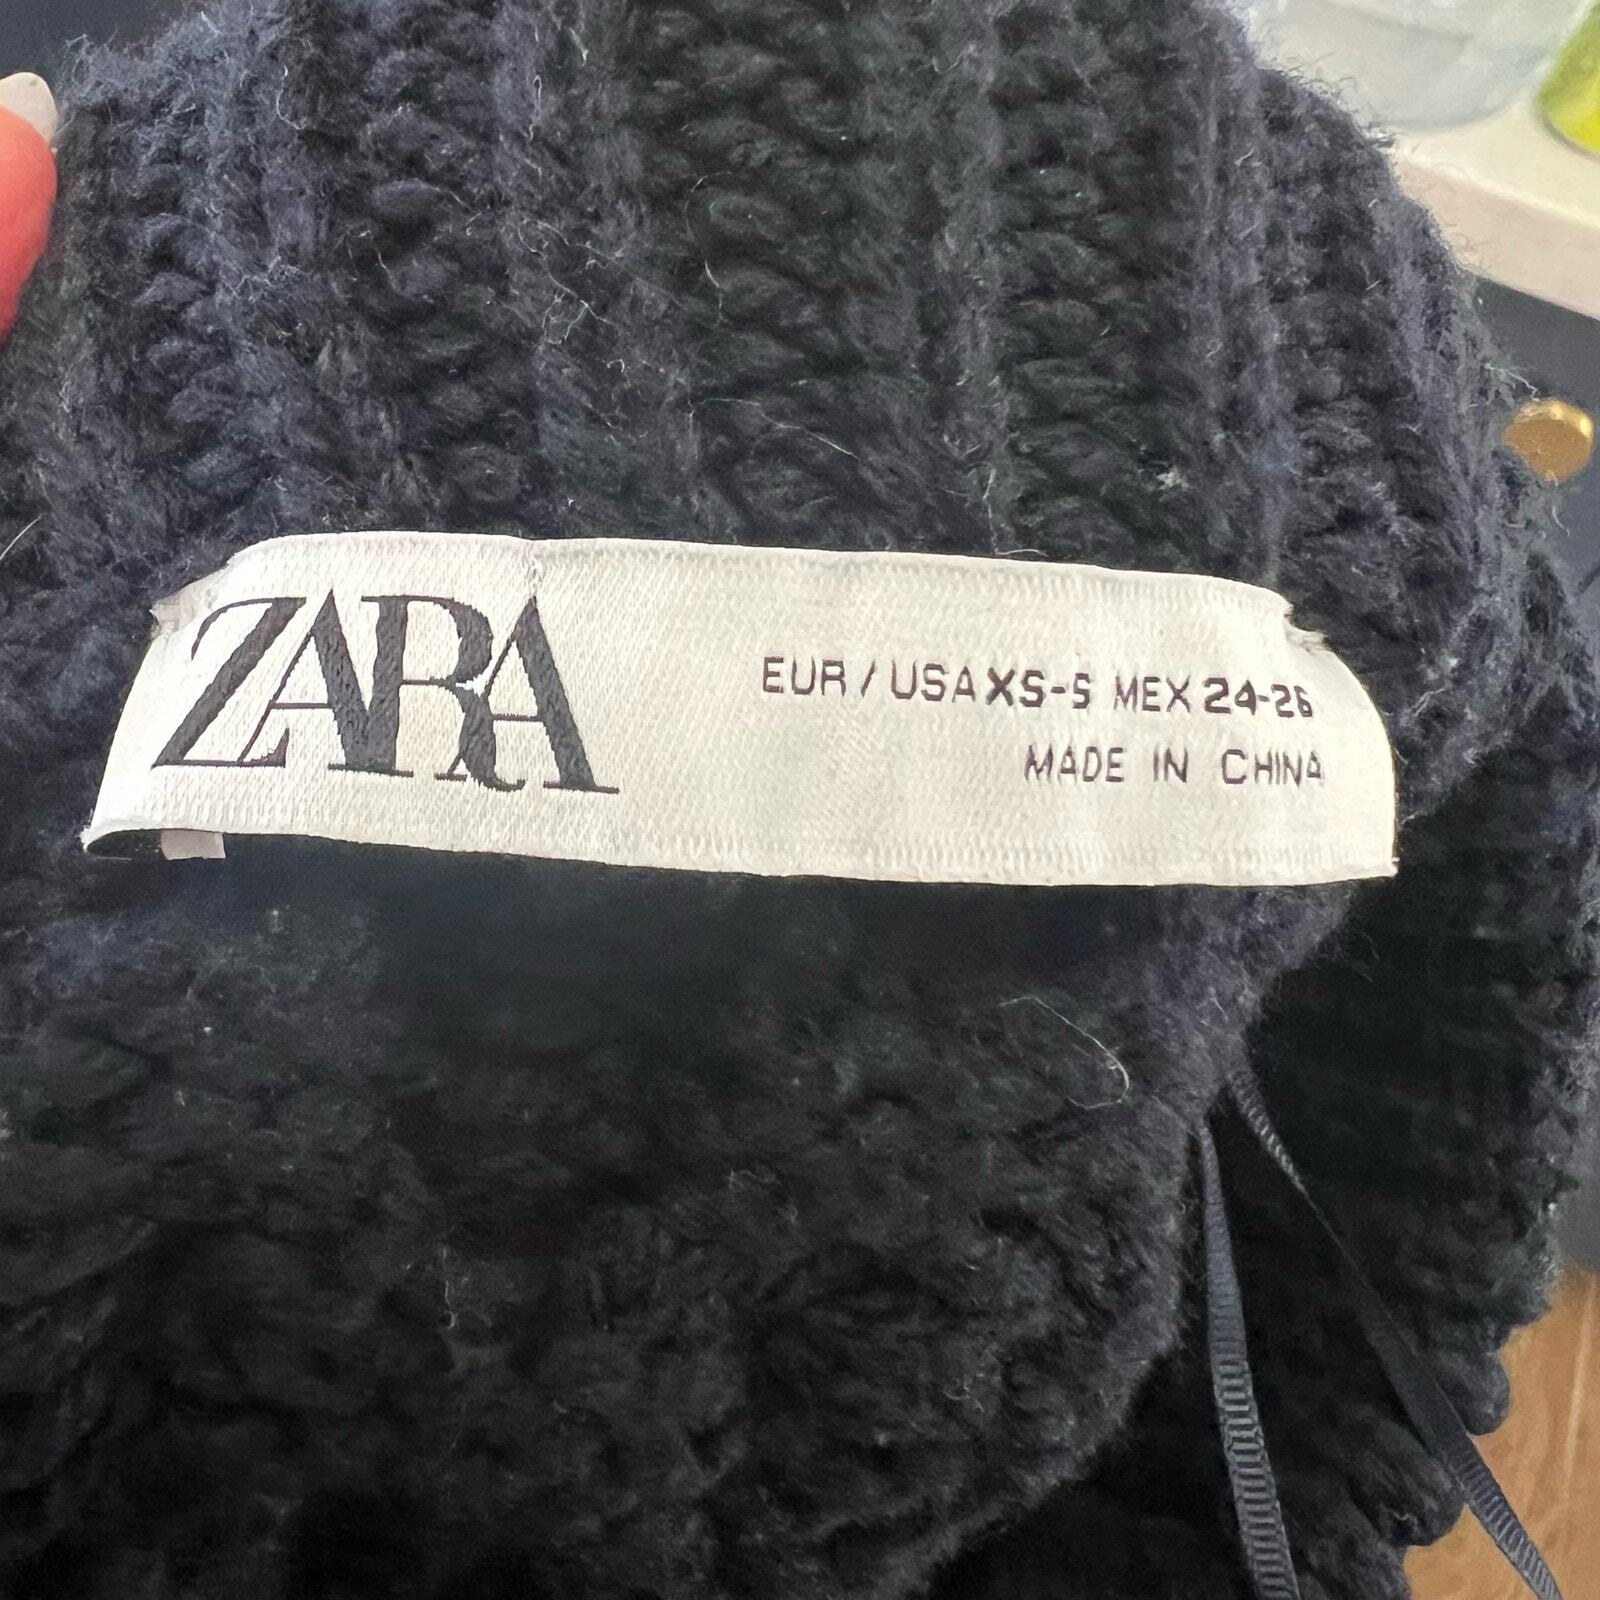 ZARA
EUR / USA XS-S MEX 24-26
MADE IN CHINA